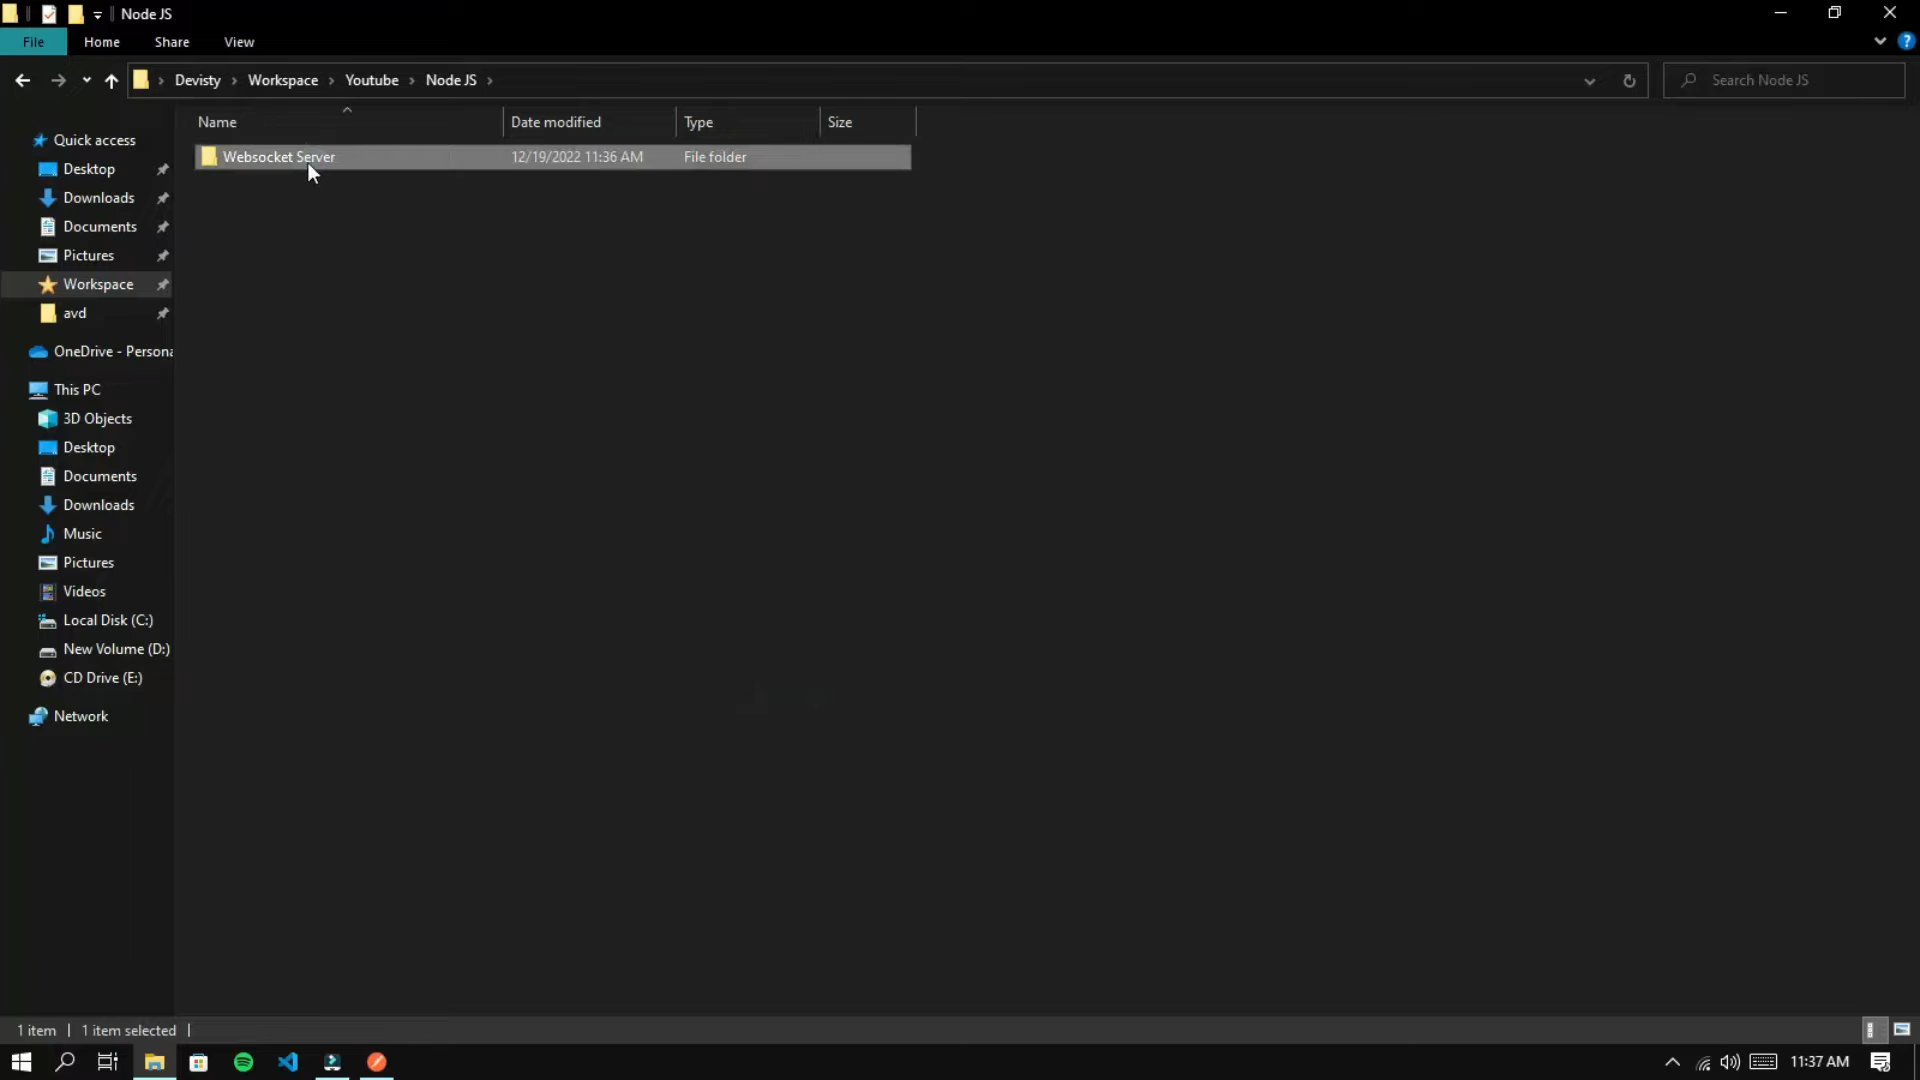 Node JS
File Home Share View
Devisty Workspace Youtube Node JS Search Node JS
Name Date modified Type Size
Websocket Server 12/19/2022 11:36 AM File folder
Quick access
Desktop
Downloads
Documents
Pictures
Workspace
avd
OneDrive - Persona
This PC
3D Objects
Desktop
Documents
Downloads
Music
Pictures
Videos
Local Disk (C:)
New Volume (D:)
CD Drive (E:)
Network
1 item 1 item selected
11:37 AM